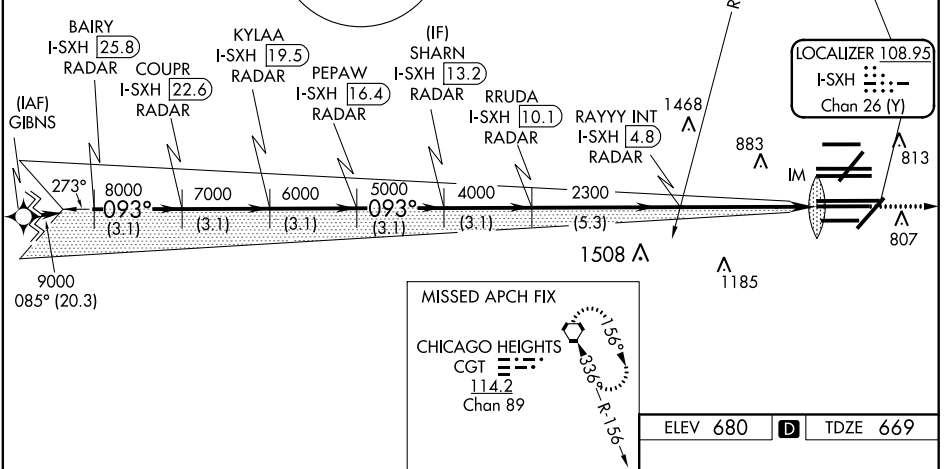 BAIRY
I-SXH 25.8
RADAR
COUPR
I-SXH 22.6
RADAR
KYLAA
I-SXH 19.5
RADAR
PEPAW
I-SXH 16.4
RADAR
(IF)
SHARN
I-SXH 13.2
RADAR
RRUDA
I-SXH 10.1
RADAR
RAYYY INT
I-SXH 4.8
RADAR
R
LOCALIZER 108.95
I-SXH
Chan 26 (Y)
(IAF)
GIBNS
1468
883
813
IM
807
273°
8000
7000
6000
5000
4000
2300
093°
093°
(3.1)
(3.1)
(3.1)
(3.1)
(3.1)
(5.3)
9000
085° (20.3)
1508
1185
MISSED APCH FIX
CHICAGO HEIGHTS
CGT
114.2
Chan 89
156°
336°
R-156
ELEV 680 D TDZE 669